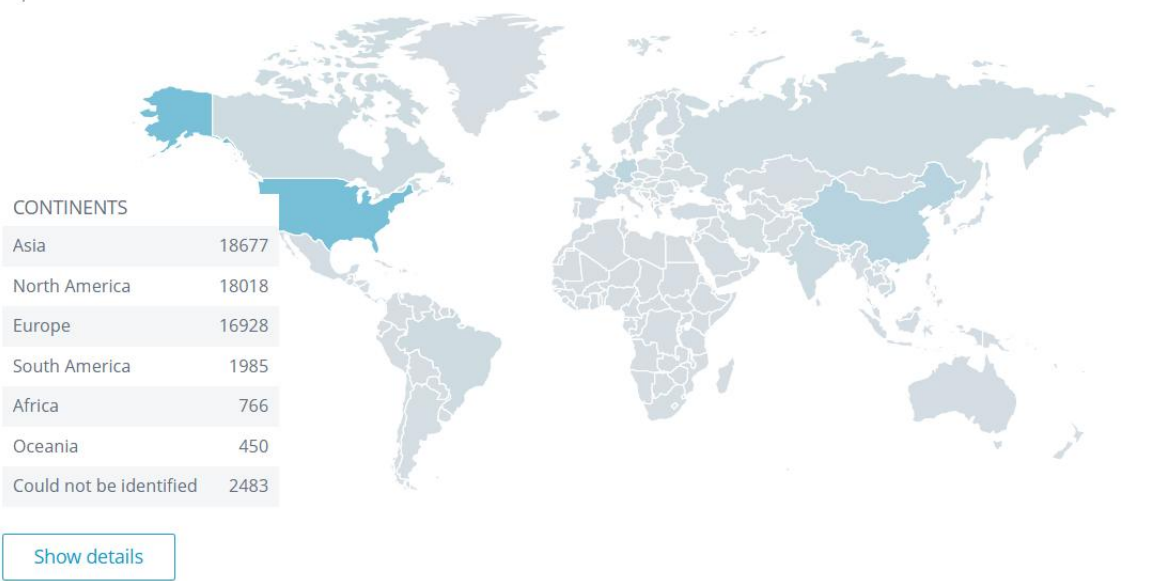 CONTINENTS
Asia 18677
North America 18018
Europe 16928
South America 1985
Africa 766
Oceania 450
Could not be identified 2483
Show details